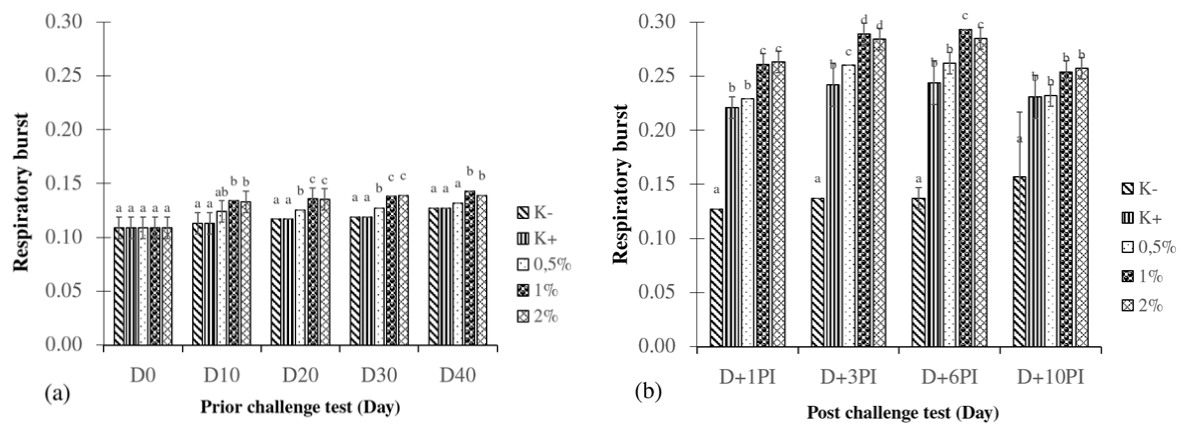 0.30
0.25
0.20
0.15
0.10
0.05
0.00
Respiratory burst
a a a a a
a a ab b b
a a b c c
a a b c c
a a a b b
D0 D10 D20 D30 D40
Prior challenge test (Day)
(a)
K-
K+
0,5%
1%
2%
0.30
0.25
0.20
0.15
0.10
0.05
0.00
Respiratory burst
a b b c c
a b c d d
a b b c c
a b b b b
D+1PI D+3PI D+6PI D+10PI
Post challenge test (Day)
(b)
K-
K+
0,5%
1%
2%